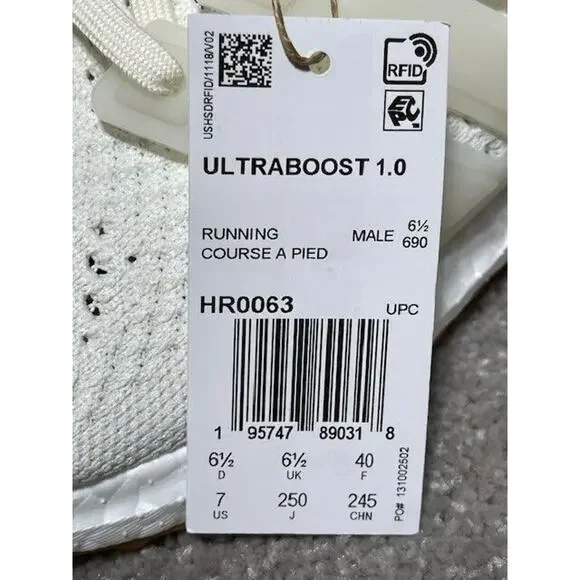 USHSDRFID/1118/V02
RFID
EPC
ULTRABOOST 1.0
RUNNING MALE 6½
COURSE A PIED 690
HR0063 UPC
1 95747 89031 8
6½ 6½ 40
D UK F
7 250 245
US J CHN
PO# 131002502